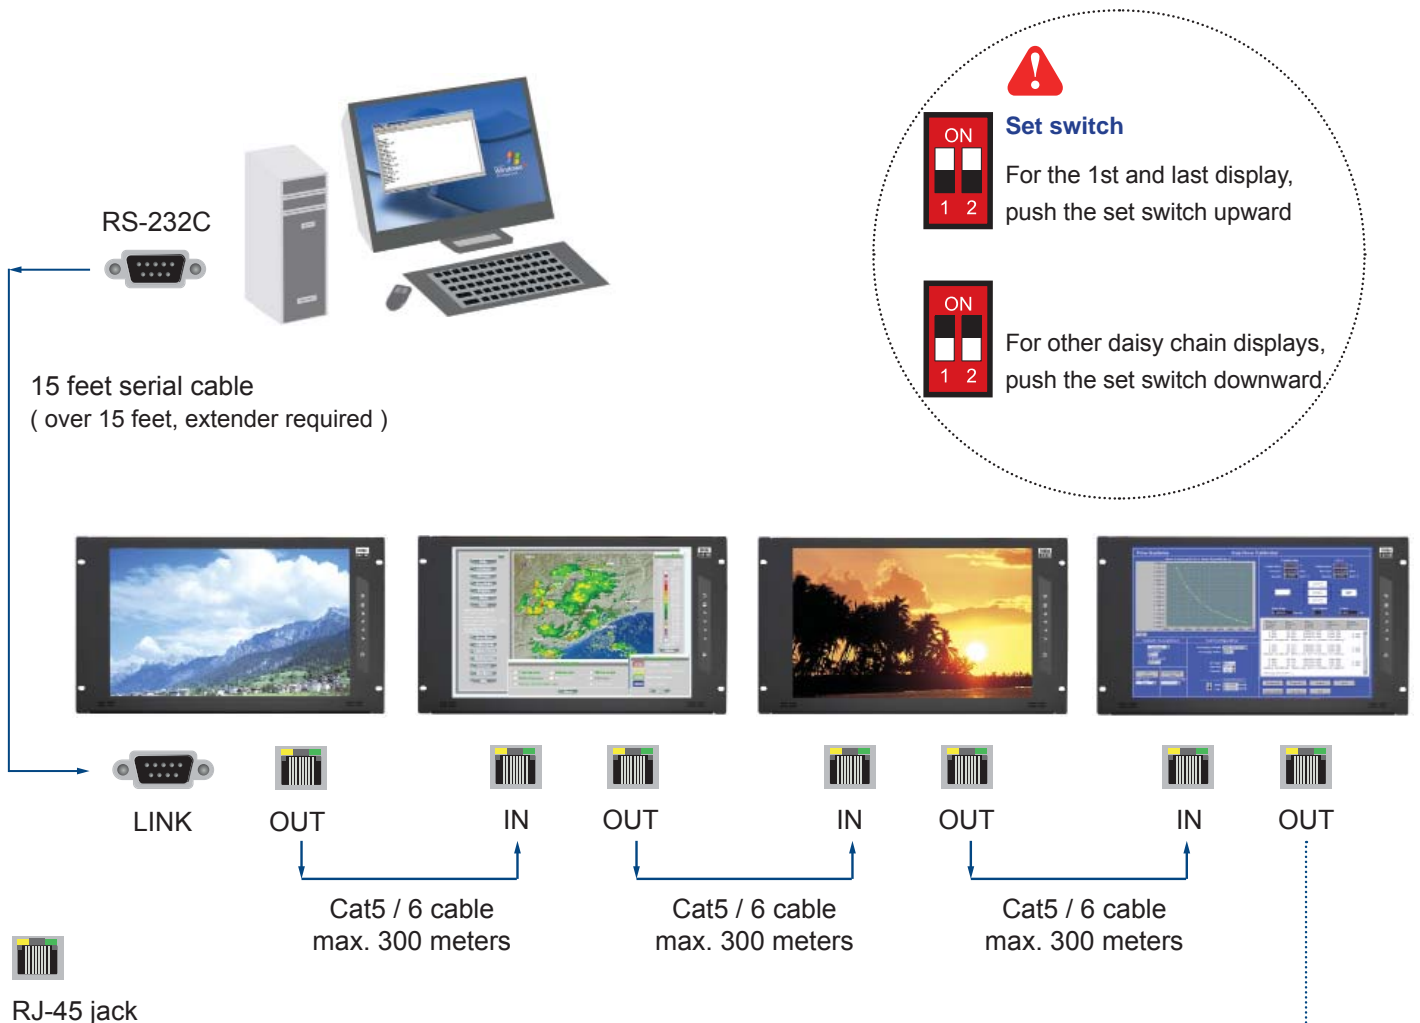 RS-232C
15 feet serial cable
( over 15 feet, extender required )
Windows
Set switch
ON
1 2
For the 1st and last display,
push the set switch upward
ON
1 2
For other daisy chain displays,
push the set switch downward.
LINK
OUT
IN
OUT
IN
OUT
IN
OUT
Cat5 / 6 cable
max. 300 meters
Cat5 / 6 cable
max. 300 meters
Cat5 / 6 cable
max. 300 meters
RJ-45 jack